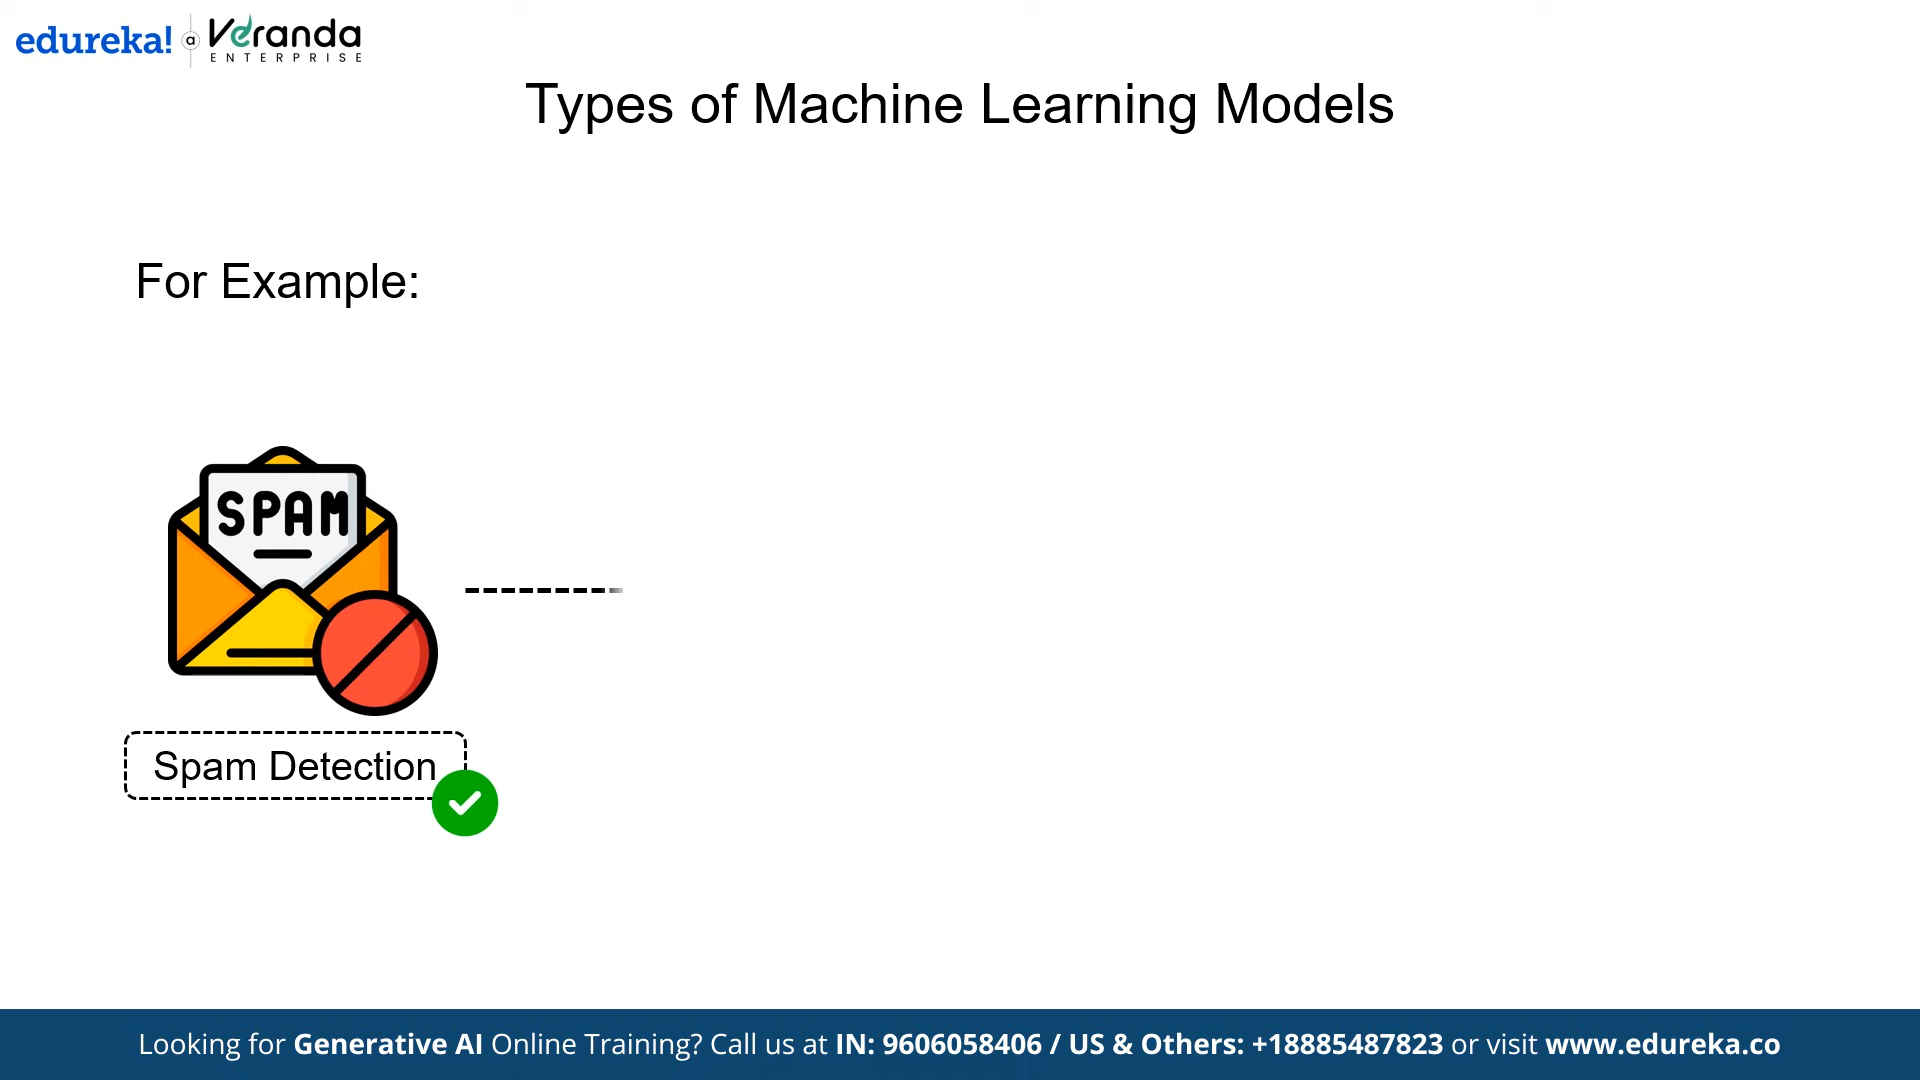 edureka! a Veranda
ENTERPRISE
Types of Machine Learning Models
For Example:
SPAM
Spam Detection
Looking for Generative AI Online Training? Call us at IN: 9606058406 / US & Others: +18885487823 or visit www.edureka.co